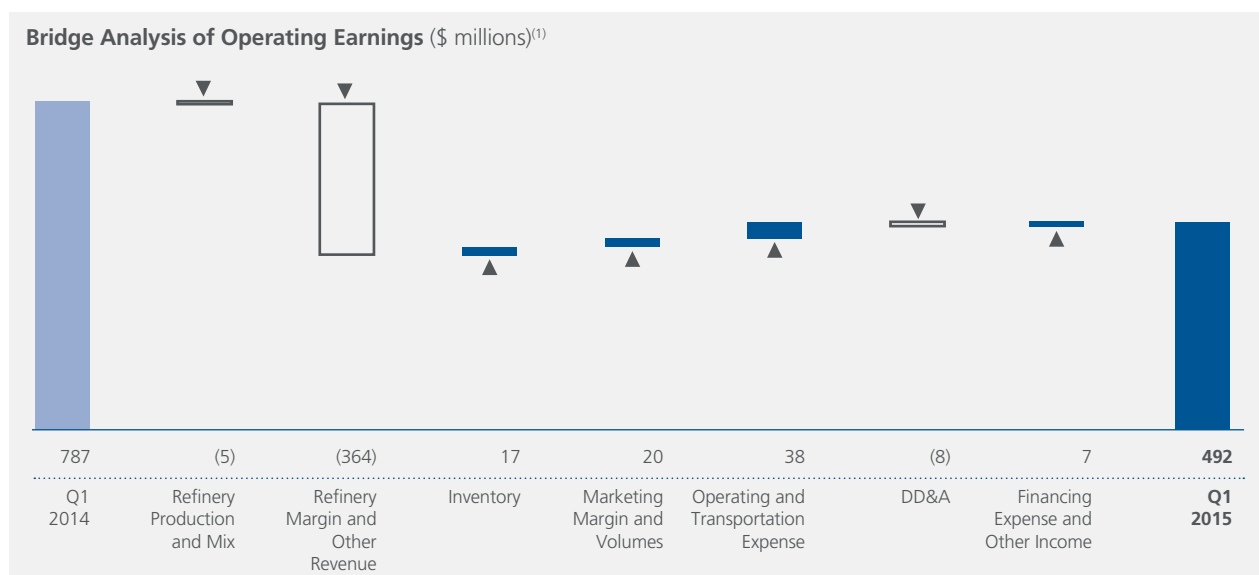 Bridge Analysis of Operating Earnings ($ millions)(1)
787 (5) (364) 17 20 38 (8) 7 492
Q1
2014
Refinery
Production
and Mix
Refinery
Margin and
Other
Revenue
Inventory
Marketing
Margin and
Volumes
Operating and
Transportation
Expense
DD&A
Financing
Expense and
Other Income
Q1
2015